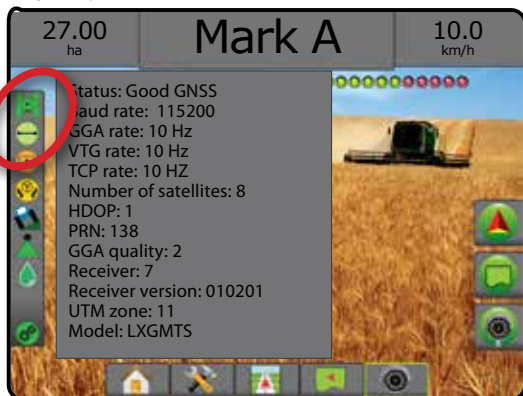 27.00
ha
Mark A
10.0
km/h
Status: Good GNSS
Baud rate: 115200
GGA rate: 10 Hz
VTG rate: 10 Hz
TCP rate: 10 HZ
Number of satellites: 8
HDOP: 1
PRN: 138
GGA quality: 2
Receiver: 7
Receiver version: 010201
UTM zone: 11
Model: LXGMTS